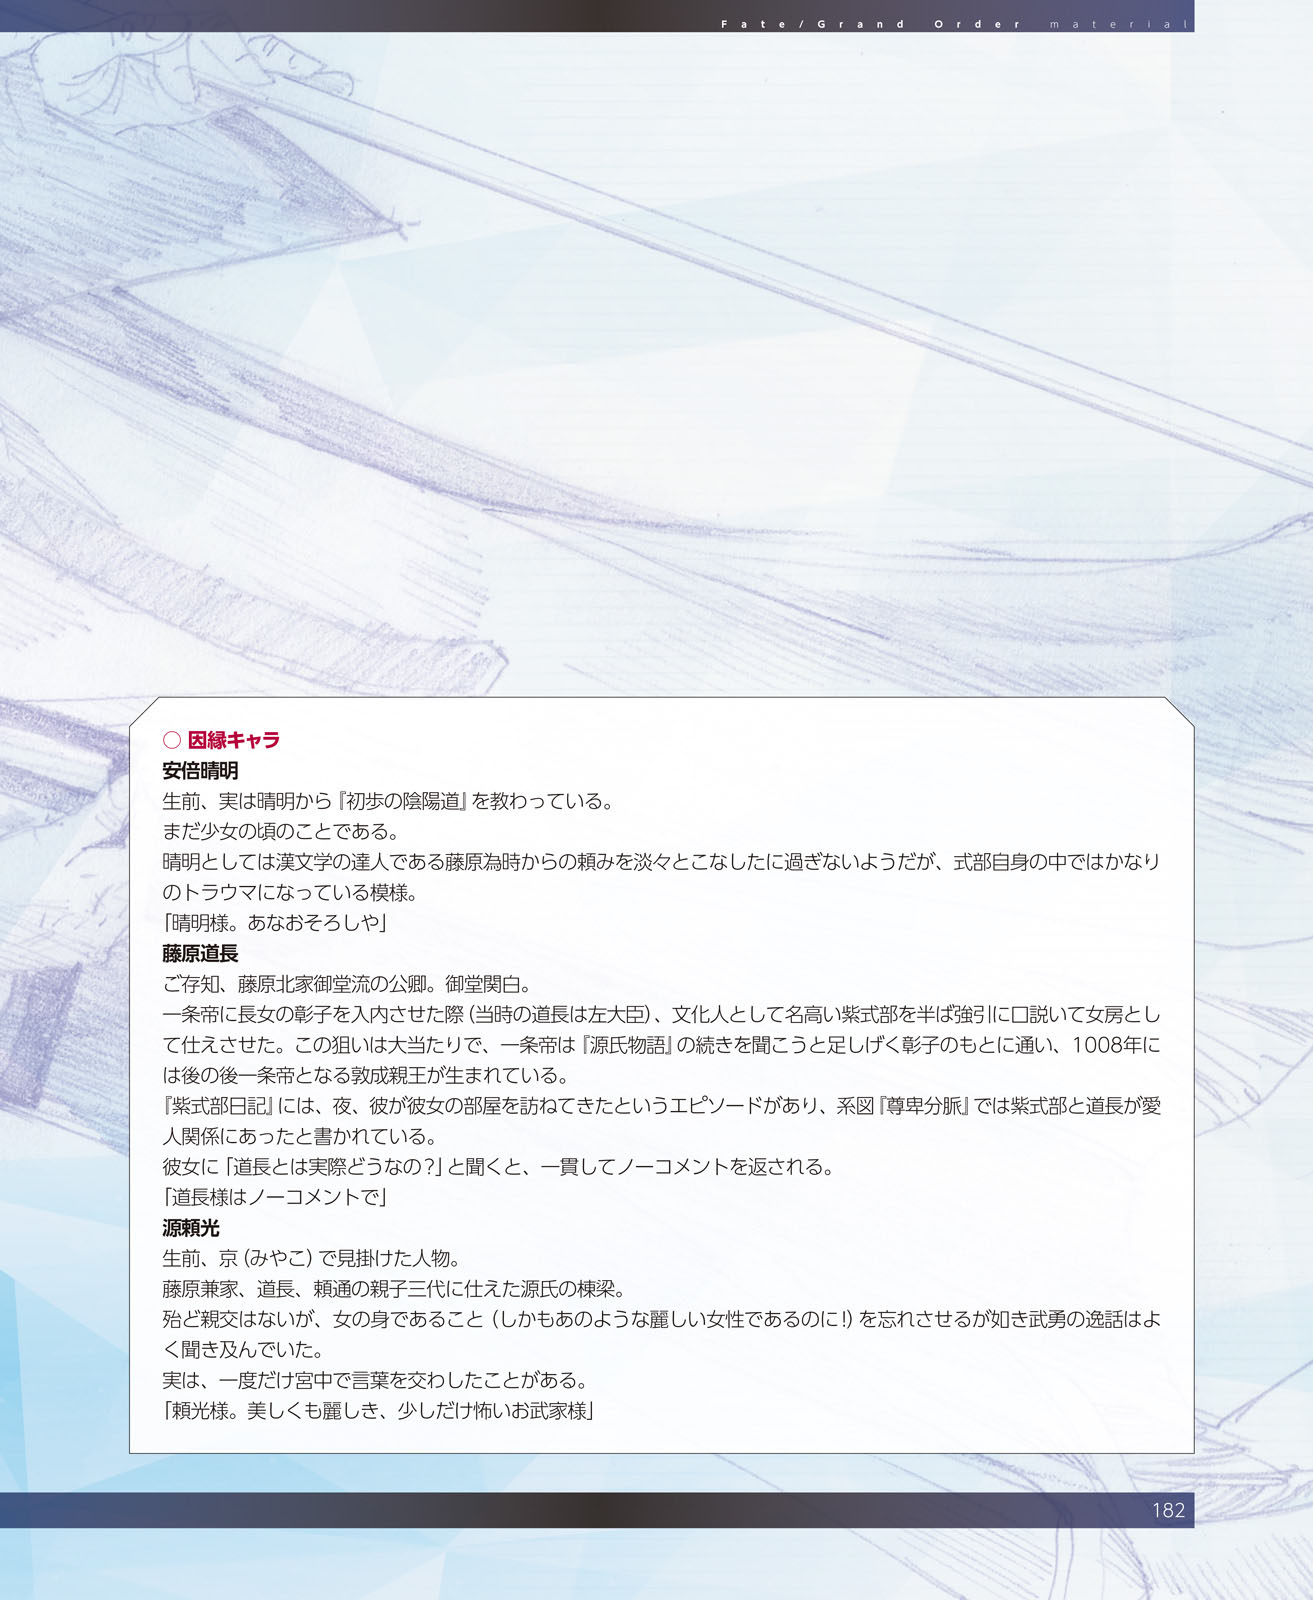 Fate/Grand Order material
○ 因縁キャラ
安倍晴明
生前、実は晴明から『初歩の陰陽道』を教わっている。
まだ少女の頃のことである。
晴明としては漢文学の達人である藤原為時からの頼みを淡々とこなしたに過ぎないようだが、式部自身の中ではかなり
のトラウマになっている模様。
「晴明様。あなおそろしや」
藤原道長
ご存知、藤原北家御堂流の公卿。御堂関白。
一条帝に長女の彰子を入内させた際（当時の道長は左大臣）、文化人として名高い紫式部を半ば強引に口説いて女房とし
て仕えさせた。この狙いは大当たりで、一条帝は『源氏物語』の続きを聞こうと足しげく彰子のもとに通い、1008年に
は後の後一条帝となる敦成親王が生まれている。
『紫式部日記』には、夜、彼が彼女の部屋を訪ねてきたというエピソードがあり、系図『尊卑分脈』では紫式部と道長が愛
人関係にあったと書かれている。
彼女に「道長とは実際どうなの？」と聞くと、一貫してノーコメントを返される。
「道長様はノーコメントで」
源頼光
生前、京（みやこ）で見掛けた人物。
藤原兼家、道長、頼通の親子三代に仕えた源氏の棟梁。
殆ど親交はないが、女の身であること（しかもあのような麗しい女性であるのに！）を忘れさせるが如き武勇の逸話はよ
く聞き及んでいた。
実は、一度だけ宮中で言葉を交わしたことがある。
「頼光様。美しくも麗しき、少しだけ怖いお武家様」
182